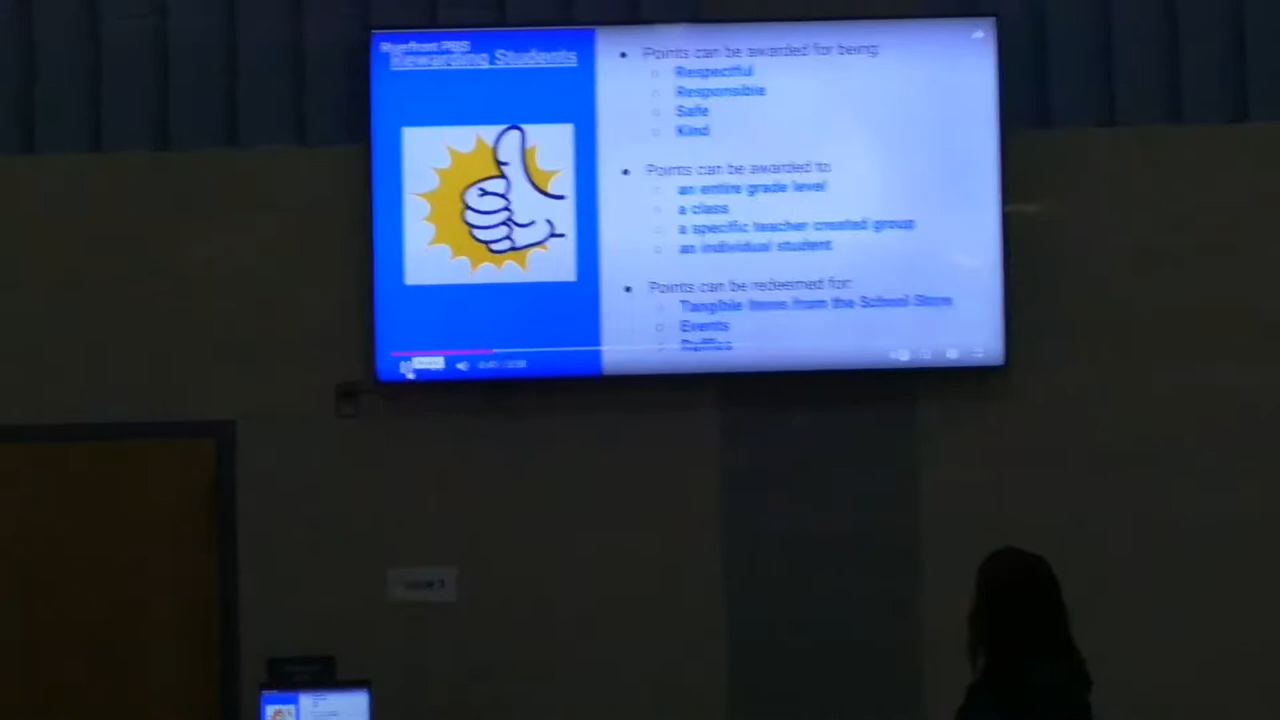 Rewarding Students
Points can be awarded for being:
Respectful
Responsible
Safe
Kind
Points can be awarded to:
an entire grade level
a class
a specific teacher created group
an individual student
Points can be redeemed for:
Tangible items from the School Store
Events
Raffles